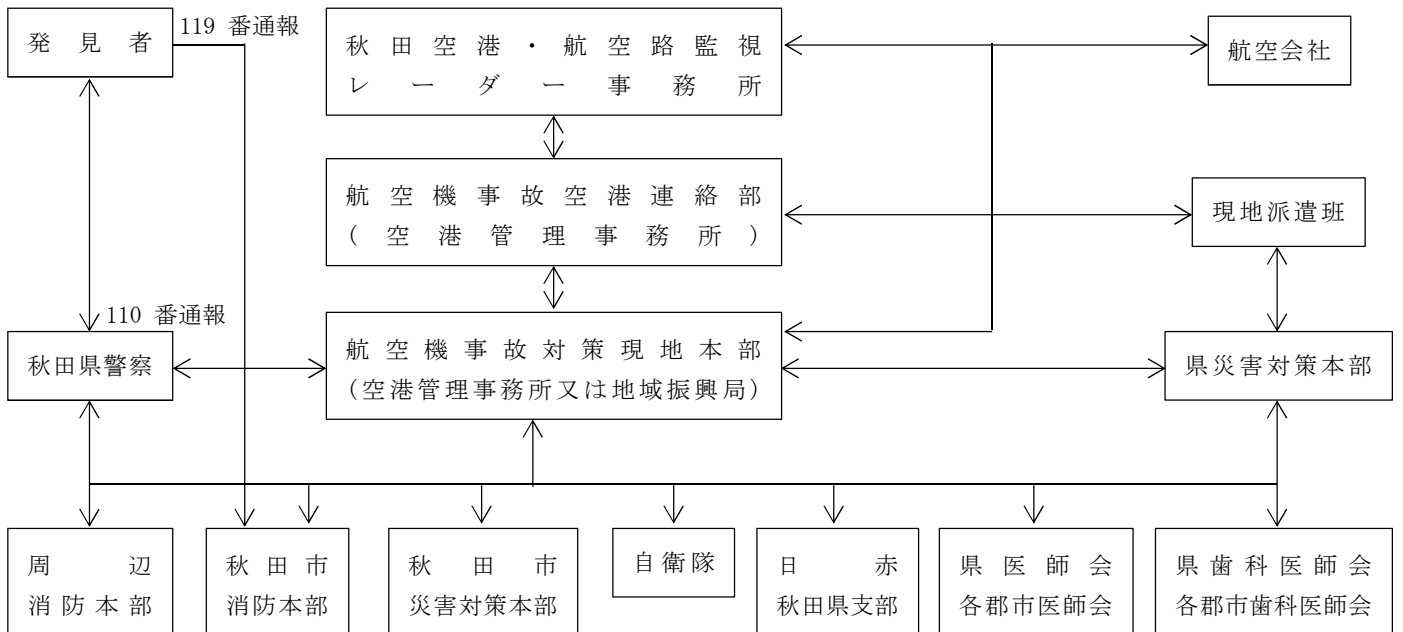 119 番通報
発見者
秋田空港・航空路監視
レーダー事務所
航空会社
航空機事故空港連絡部
(空港管理事務所)
現地派遣班
110 番通報
秋田県警察
航空機事故対策現地本部
(空港管理事務所又は地域振興局)
県災害対策本部
周辺
消防本部
秋田市
消防本部
秋田市
災害対策本部
自衛隊
日赤
秋田県支部
県医師会
各郡市医師会
県歯科医師会
各郡市歯科医師会